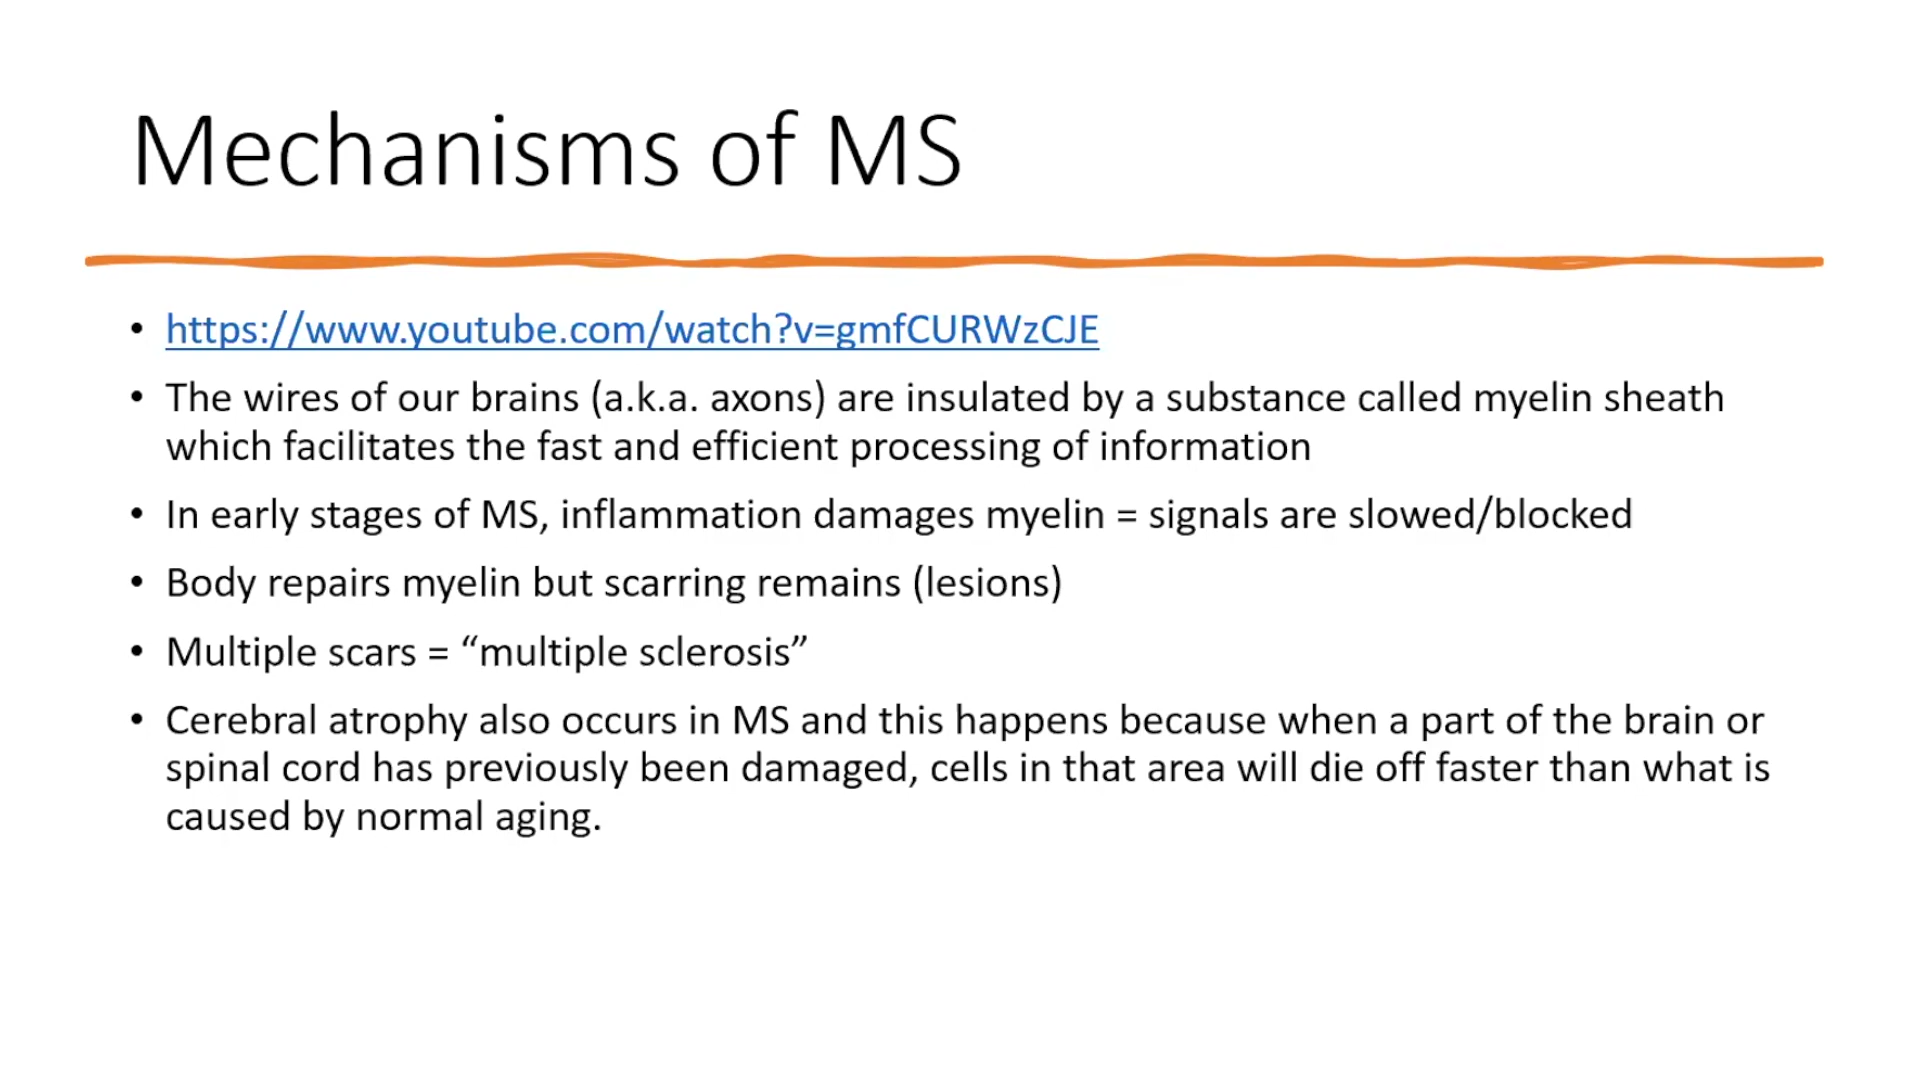 Mechanisms of MS
• https://www.youtube.com/watch?v=gmfCURWzCJE
• The wires of our brains (a.k.a. axons) are insulated by a substance called myelin sheath
which facilitates the fast and efficient processing of information
• In early stages of MS, inflammation damages myelin = signals are slowed/blocked
• Body repairs myelin but scarring remains (lesions)
• Multiple scars = “multiple sclerosis”
• Cerebral atrophy also occurs in MS and this happens because when a part of the brain or
spinal cord has previously been damaged, cells in that area will die off faster than what is
caused by normal aging.